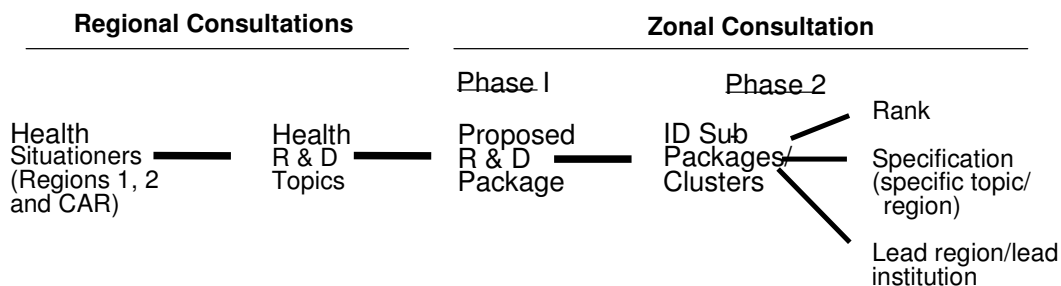 Regional Consultations
Zonal Consultation
Phase I
Phase 2
Health
Situationers
(Regions 1, 2
and CAR)
Health
R & D
Topics
Proposed
R & D
Package
ID Sub
Packages/
Clusters
Rank
Specification
(specific topic/
region)
Lead region/lead
institution